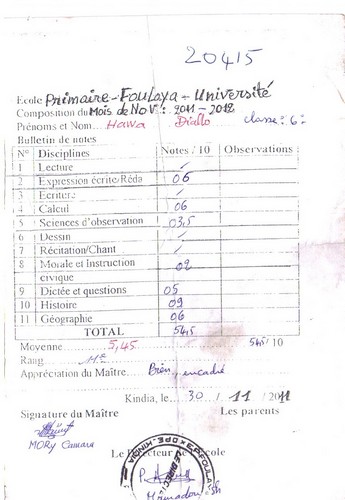 20415
Ecole Primaire-Foulaya-Université
Composition du Mois de Nov: 2011-2012
Prénoms et Nom... Hawa Diallo classe: 6e
Bulletin de notes
N° Disciplines Notes / 10 Observations :
1 Lecture /
2 Expression écrite/Réda 06
3 Ecriture /
4 Calcul 06
5 Sciences d'observation 03,5
6 Dessin /
7 Récitation/Chant /
8 Morale et Instruction civique 02
9 Dictée et questions 05
10 Histoire 09
11 Géographie 06
TOTAL 54,5
Moyenne 5,45 545/10
Rang
Appréciation du Maître. Bien, encadré
Kindia, le 30 / 11 / 2011
Signature du Maître Les parents
MORy Camara
Le Directeur de l'école